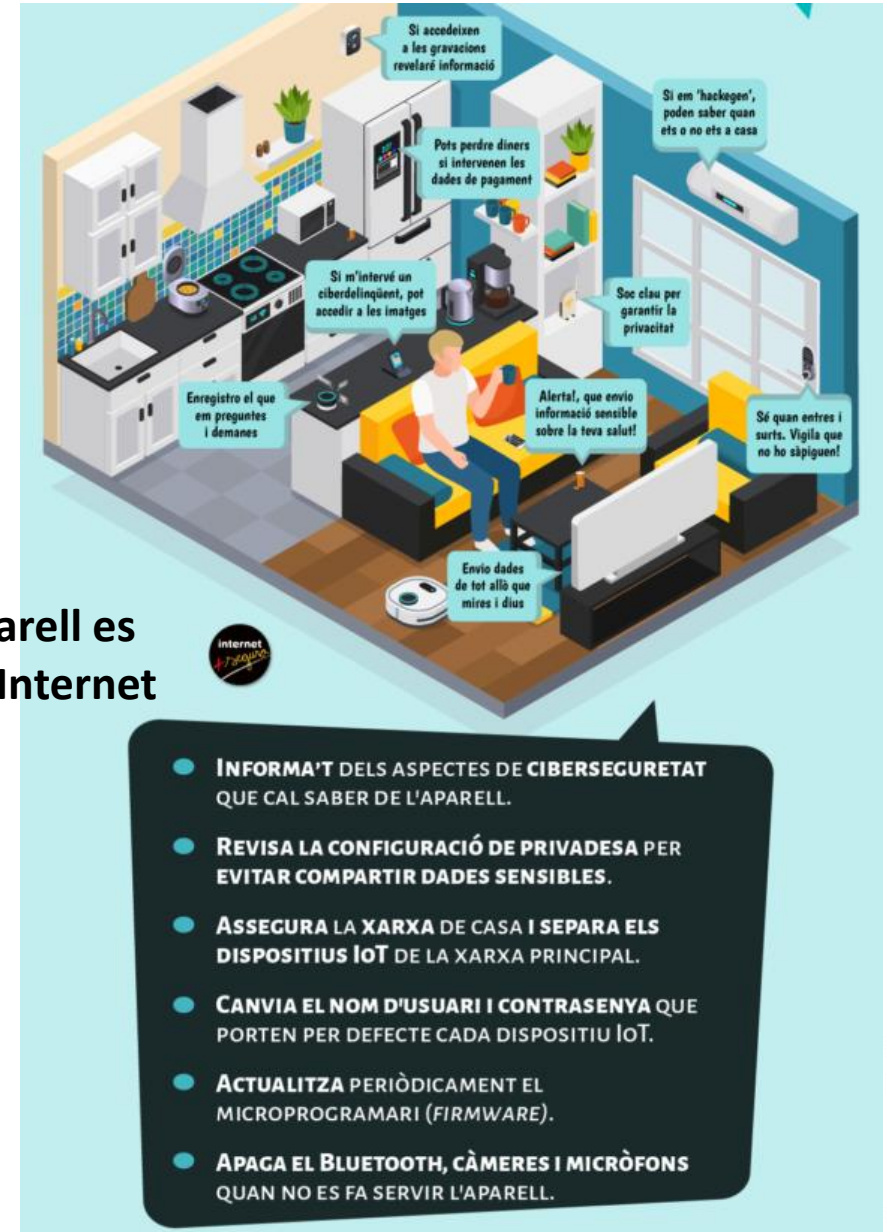 Si accedeixen
a les gravacions
revelaré informació
Si em 'hackegen',
poden saber quan
ets o no ets a casa
Pots perdre diners
si intervenen les
dades de pagament
Si m'intervé un
ciberdelinqüent, pot
accedir a les imatges
Soc clau per
garantir la
privacitat
Enregistro el que
em preguntes
i demanes
Alerta!, que envio
informació sensible
sobre la teva salut!
Sé quan entres i
surts. Vigila que
no ho sàpiguen!
Envio dades
de tot allò que
mires i dius
arell es
Internet
internet
+ segura
INFORMA'T DELS ASPECTES DE CIBERSEGURETAT
QUE CAL SABER DE L'APARELL.
REVISA LA CONFIGURACIÓ DE PRIVADESA PER
EVITAR COMPARTIR DADES SENSIBLES.
ASSEGURA LA XARXA DE CASA I SEPARA ELS
DISPOSITIUS IoT DE LA XARXA PRINCIPAL.
CANVIA EL NOM D'USUARI I CONTRASENYA QUE
PORTEN PER DEFECTE CADA DISPOSITIU IoT.
ACTUALITZA PERIÒDICAMENT EL
MICROPROGRAMARI (FIRMWARE).
APAGA EL BLUETOOTH, CÀMERES I MICRÒFONS
QUAN NO ES FA SERVIR L'APARELL.